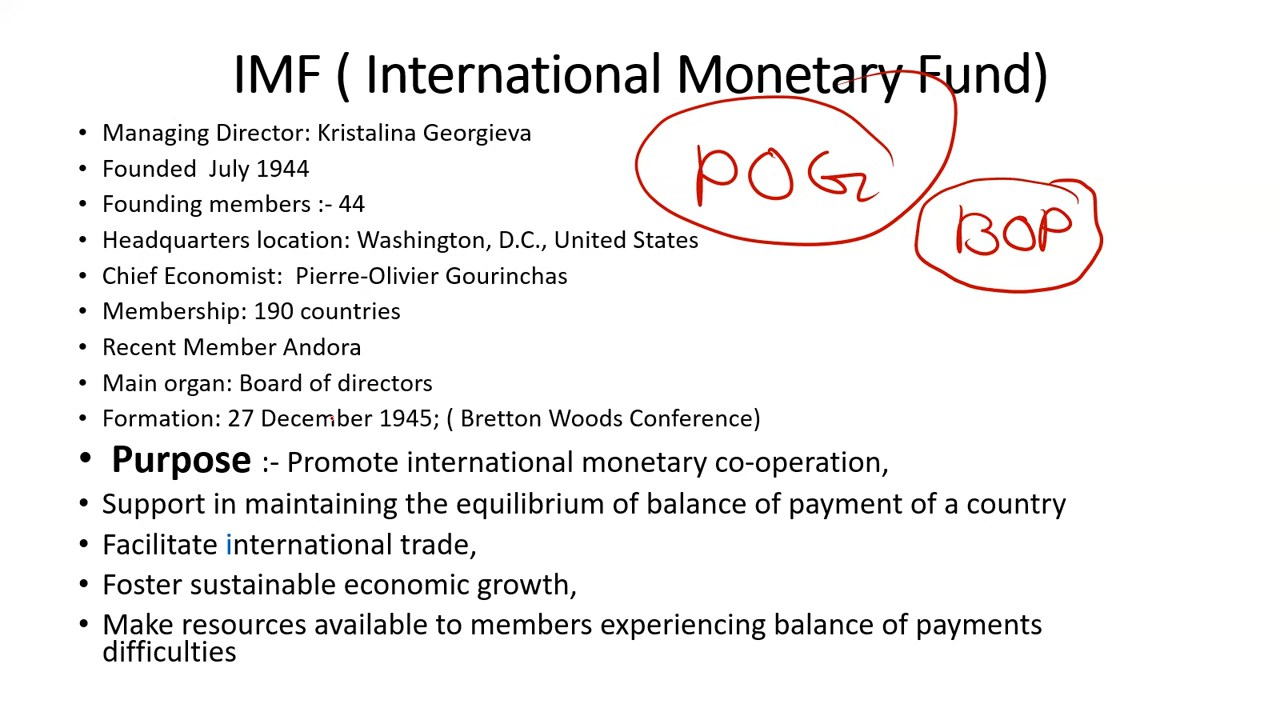 IMF ( International Monetary Fund)
• Managing Director: Kristalina Georgieva
• Founded July 1944
• Founding members :- 44
• Headquarters location: Washington, D.C., United States
• Chief Economist: Pierre-Olivier Gourinchas
• Membership: 190 countries
• Recent Member Andora
• Main organ: Board of directors
• Formation: 27 December 1945; ( Bretton Woods Conference)
• Purpose :- Promote international monetary co-operation,
• Support in maintaining the equilibrium of balance of payment of a country
• Facilitate international trade,
• Foster sustainable economic growth,
• Make resources available to members experiencing balance of payments
difficulties
POG
BOP